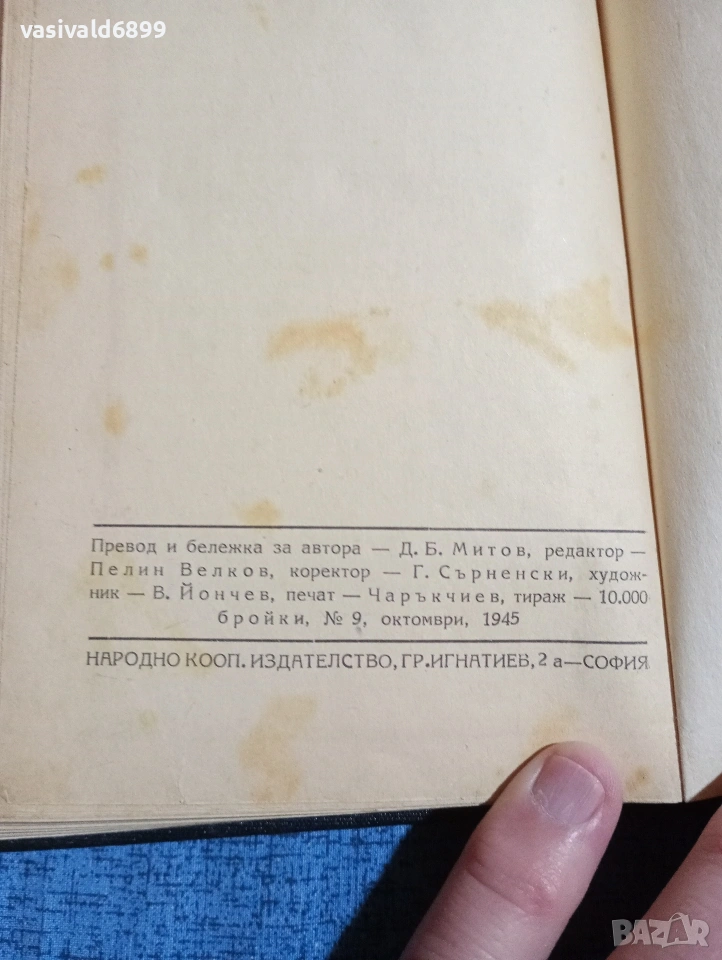 vasivald6899
Превод и бележка за автора — Д. Б. Митов, редактор —
Пелин Велков, коректор — Г. Сърненски, худож-
ник — В. Йончев, печат — Чаръкчиев, тираж — 10.000
бройки, № 9, октомври, 1945
НАРОДНО КООП. ИЗДАТЕЛСТВО, ГР. ИГНАТИЕВ, 2 а—СОФИЯ
BAZAR